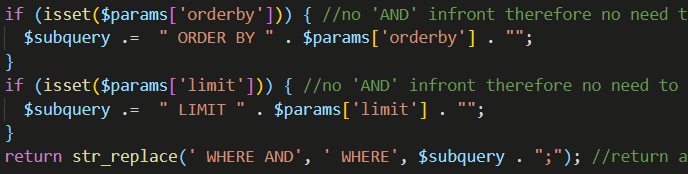 if (isset($params['orderby'])) { //no 'AND' infront therefore no need
$subquery .=  " ORDER BY " . $params['orderby'] . "";
}
if (isset($params['limit'])) { //no 'AND' infront therefore no need to
$subquery .=  " LIMIT " . $params['limit'] . "";
}
return str_replace(' WHERE AND', ' WHERE', $subquery . ";"); //return a